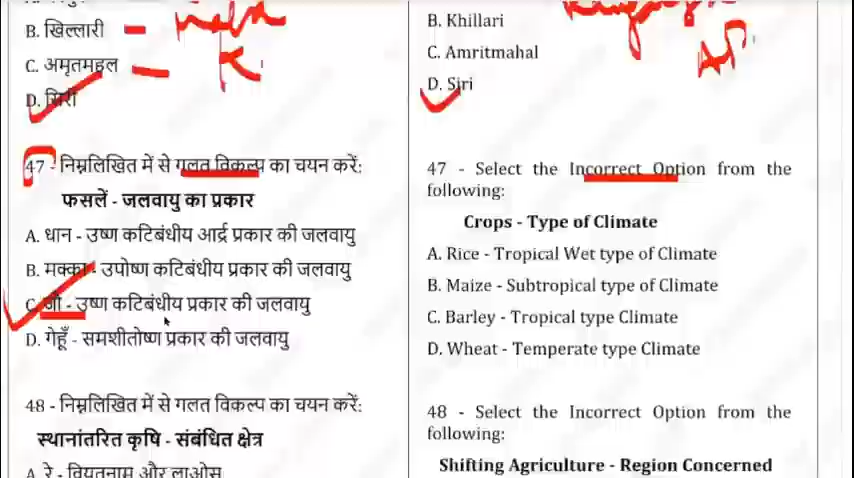 B. खिल्लारी
C. अमृतमहल
D. सिरी
47 - निम्नलिखित में से गलत विकल्प का चयन करें:
फसलें - जलवायु का प्रकार
A. धान - उष्ण कटिबंधीय आर्द्र प्रकार की जलवायु
B. मक्का - उपोष्ण कटिबंधीय प्रकार की जलवायु
C. जौ - उष्ण कटिबंधीय प्रकार की जलवायु
D. गेहूँ - समशीतोष्ण प्रकार की जलवायु
48 - निम्नलिखित में से गलत विकल्प का चयन करें:
स्थानांतरित कृषि - संबंधित क्षेत्र
A. रे - वियतनाम और लाओस
B. Khillari
C. Amritmahal
D. Siri
47 - Select the Incorrect Option from the
following:
Crops - Type of Climate
A. Rice - Tropical Wet type of Climate
B. Maize - Subtropical type of Climate
C. Barley - Tropical type Climate
D. Wheat - Temperate type Climate
48 - Select the Incorrect Option from the
following:
Shifting Agriculture - Region Concerned